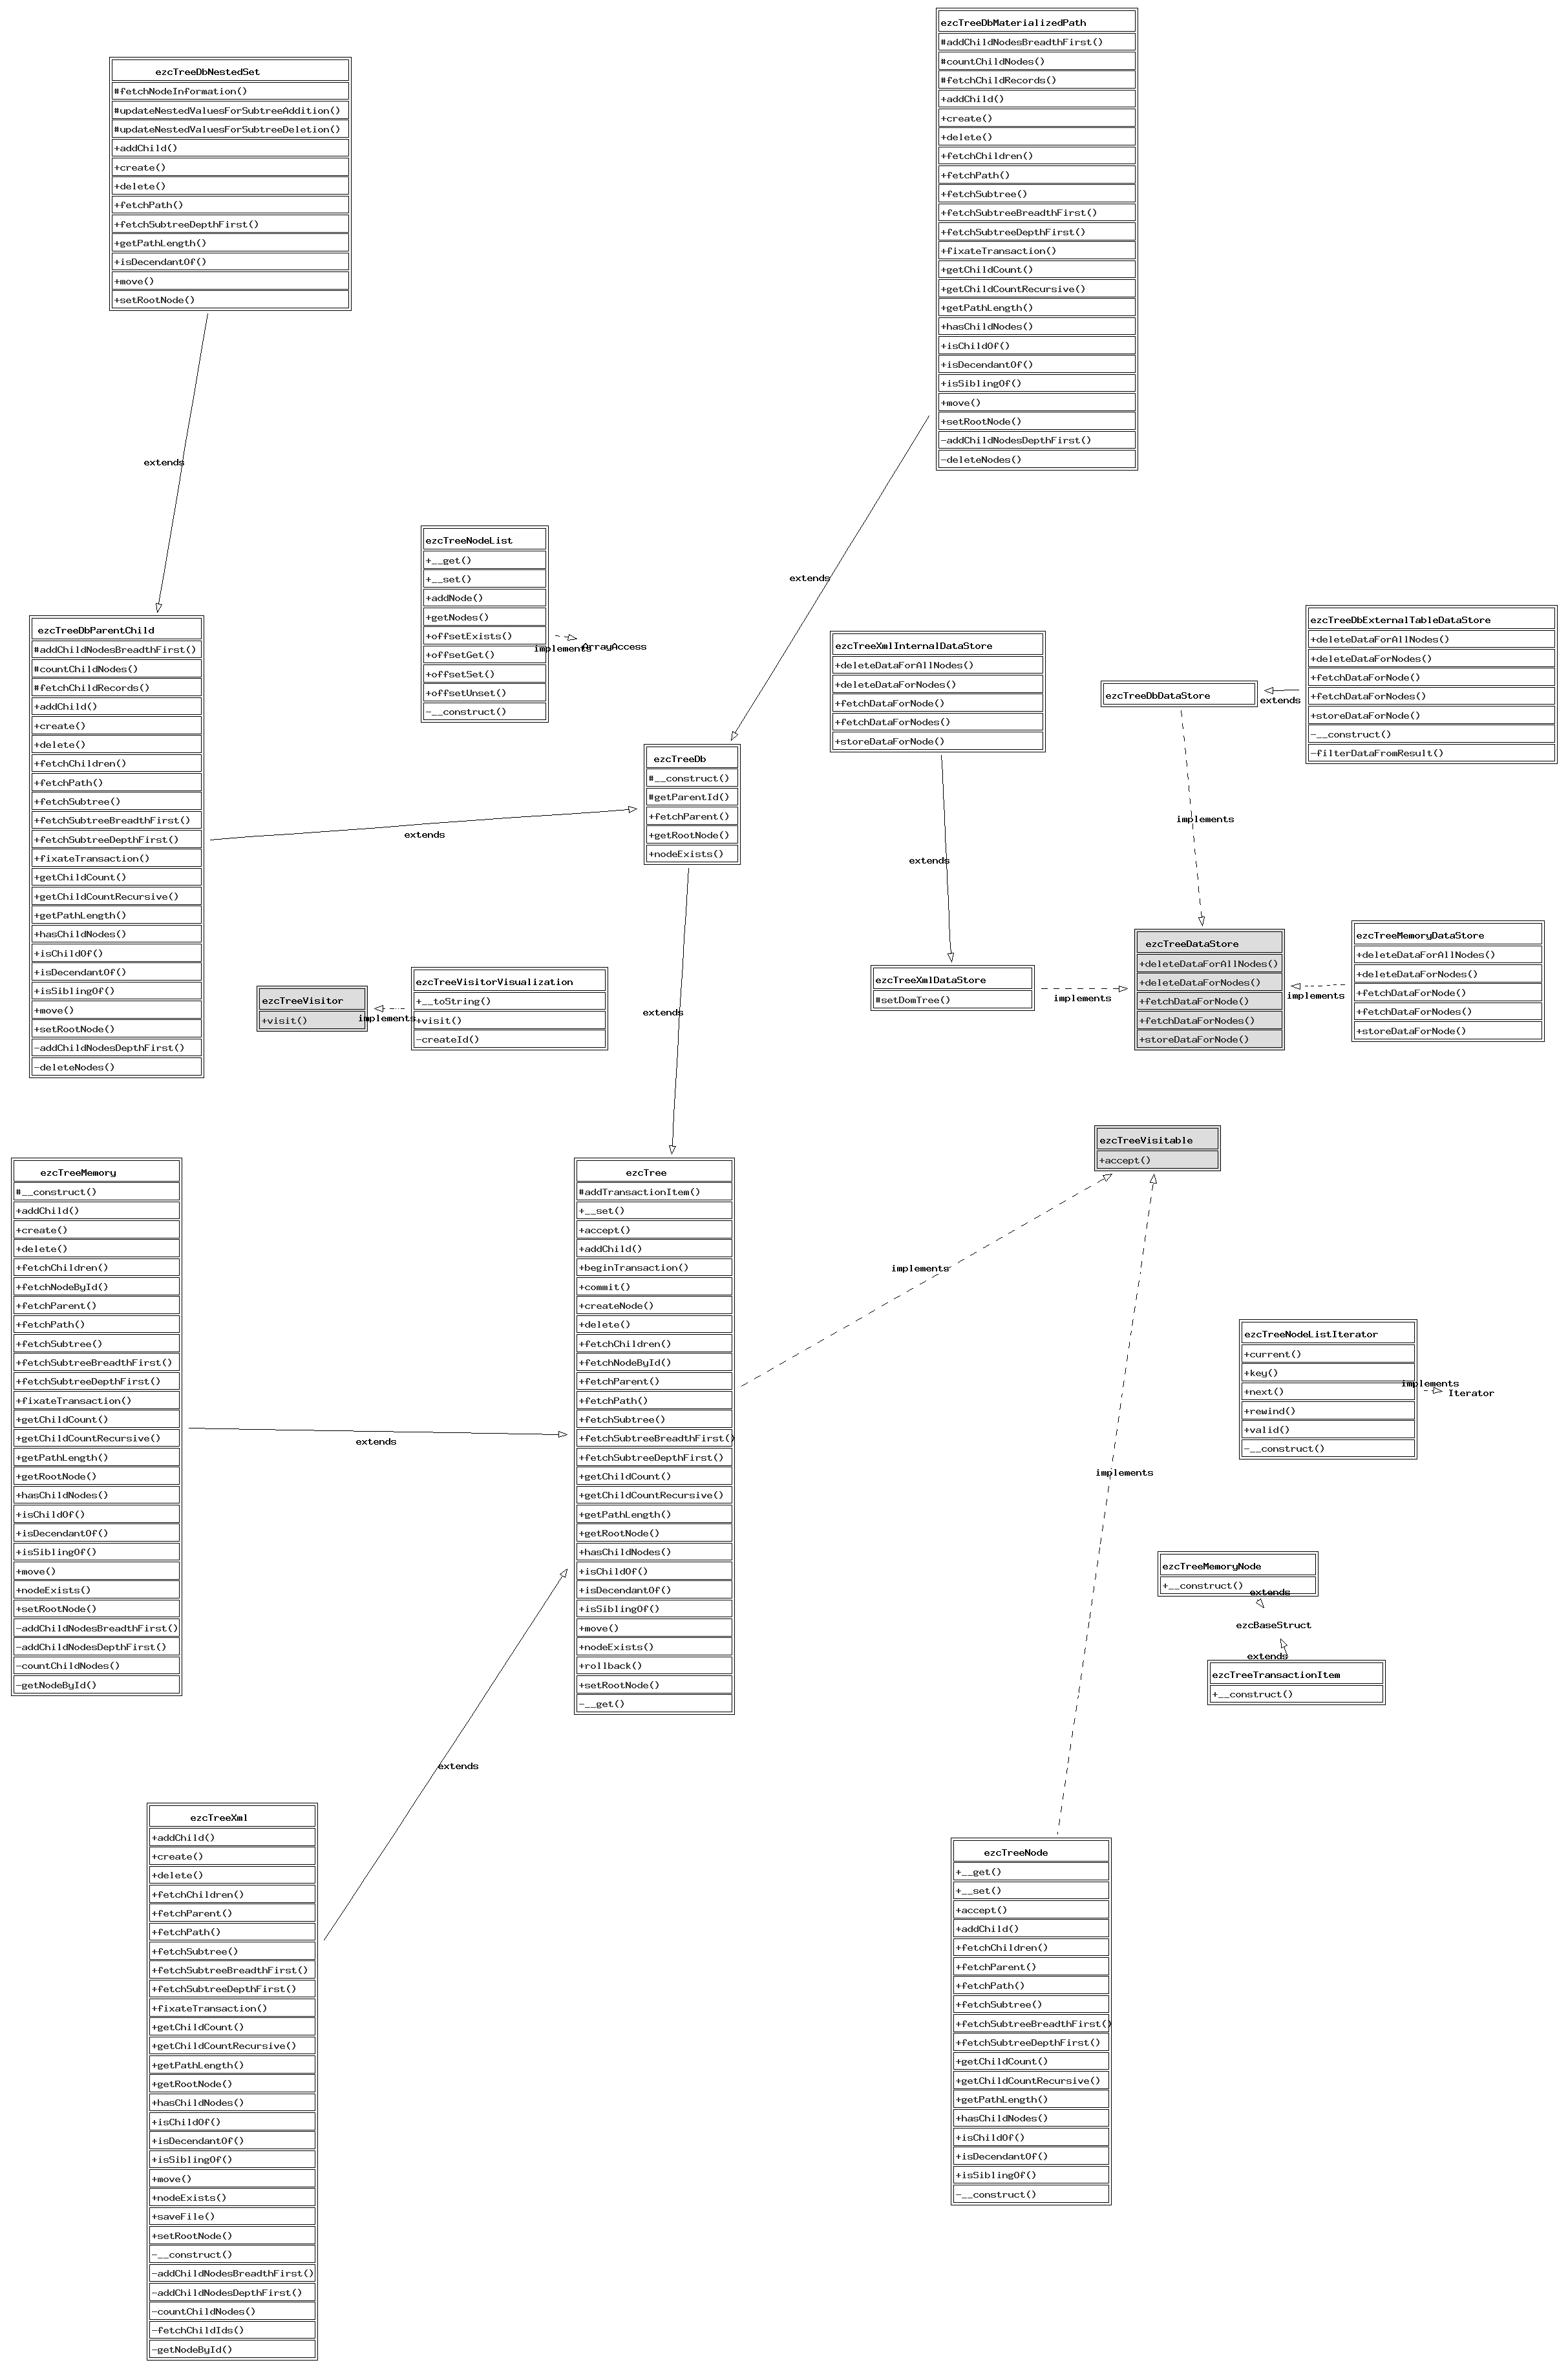 ezcTreeDbMaterializedPath
#addChildNodesBreadthFirst()
#countChildNodes()
#fetchChildRecords()
+addChild()
+create()
+delete()
+fetchChildren()
+fetchPath()
+fetchSubtree()
+fetchSubtreeBreadthFirst()
+fetchSubtreeDepthFirst()
+fixateTransaction()
+getChildCount()
+getChildCountRecursive()
+getPathLength()
+hasChildNodes()
+isChildOf()
+isDecendantOf()
+isSiblingOf()
+move()
+setRootNode()
-addChildNodesDepthFirst()
-deleteNodes()
ezcTreeDbNestedSet
#fetchNodeInformation()
#updateNestedValuesForSubtreeAddition()
#updateNestedValuesForSubtreeDeletion()
+addChild()
+create()
+delete()
+fetchPath()
+fetchSubtreeDepthFirst()
+getPathLength()
+isDecendantOf()
+move()
+setRootNode()
extends
extends
ezcTreeNodeList
+__get()
+__set()
+addNode()
+getNodes()
+offsetExists()
+offsetGet()
+offsetSet()
+offsetUnset()
-__construct()
implements
ArrayAccess
ezcTreeDbParentChild
#addChildNodesBreadthFirst()
#countChildNodes()
#fetchChildRecords()
+addChild()
+create()
+delete()
+fetchChildren()
+fetchPath()
+fetchSubtree()
+fetchSubtreeBreadthFirst()
+fetchSubtreeDepthFirst()
+fixateTransaction()
+getChildCount()
+getChildCountRecursive()
+getPathLength()
+hasChildNodes()
+isChildOf()
+isDecendantOf()
+isSiblingOf()
+move()
+setRootNode()
-addChildNodesDepthFirst()
-deleteNodes()
extends
ezcTreeDb
#__construct()
#getParentId()
+fetchParent()
+getRootNode()
+nodeExists()
extends
ezcTreeXmlInternalDataStore
+deleteDataForAllNodes()
+deleteDataForNodes()
+fetchDataForNode()
+fetchDataForNodes()
+storeDataForNode()
extends
ezcTreeDbDataStore
extends
ezcTreeDbExternalTableDataStore
+deleteDataForAllNodes()
+deleteDataForNodes()
+fetchDataForNode()
+fetchDataForNodes()
+storeDataForNode()
-__construct()
-filterDataFromResult()
implements
ezcTreeVisitor
+visit()
implements
ezcTreeVisitorVisualization
+__toString()
+visit()
-createId()
ezcTreeXmlDataStore
#setDomTree()
implements
ezcTreeDataStore
+deleteDataForAllNodes()
+deleteDataForNodes()
+fetchDataForNode()
+fetchDataForNodes()
+storeDataForNode()
implements
ezcTreeMemoryDataStore
+deleteDataForAllNodes()
+deleteDataForNodes()
+fetchDataForNode()
+fetchDataForNodes()
+storeDataForNode()
ezcTreeVisitable
+accept()
ezcTreeMemory
#__construct()
+addChild()
+create()
+delete()
+fetchChildren()
+fetchNodeById()
+fetchParent()
+fetchPath()
+fetchSubtree()
+fetchSubtreeBreadthFirst()
+fetchSubtreeDepthFirst()
+fixateTransaction()
+getChildCount()
+getChildCountRecursive()
+getPathLength()
+getRootNode()
+hasChildNodes()
+isChildOf()
+isDecendantOf()
+isSiblingOf()
+move()
+nodeExists()
+setRootNode()
-addChildNodesBreadthFirst()
-addChildNodesDepthFirst()
-countChildNodes()
-getNodeById()
extends
ezcTree
#addTransactionItem()
+__set()
+accept()
+addChild()
+beginTransaction()
+commit()
+createNode()
+delete()
+fetchChildren()
+fetchNodeById()
+fetchParent()
+fetchPath()
+fetchSubtree()
+fetchSubtreeBreadthFirst()
+fetchSubtreeDepthFirst()
+getChildCount()
+getChildCountRecursive()
+getPathLength()
+getRootNode()
+hasChildNodes()
+isChildOf()
+isDecendantOf()
+isSiblingOf()
+move()
+nodeExists()
+rollback()
+setRootNode()
-__get()
implements
implements
ezcTreeNodeListIterator
+current()
+key()
+next()
+rewind()
+valid()
-__construct()
implements
Iterator
ezcTreeMemoryNode
+__construct()
extends
ezcBaseStruct
extends
ezcTreeTransactionItem
+__construct()
extends
ezcTreeXml
+addChild()
+create()
+delete()
+fetchChildren()
+fetchParent()
+fetchPath()
+fetchSubtree()
+fetchSubtreeBreadthFirst()
+fetchSubtreeDepthFirst()
+fixateTransaction()
+getChildCount()
+getChildCountRecursive()
+getPathLength()
+getRootNode()
+hasChildNodes()
+isChildOf()
+isDecendantOf()
+isSiblingOf()
+move()
+nodeExists()
+saveFile()
+setRootNode()
-__construct()
-addChildNodesBreadthFirst()
-addChildNodesDepthFirst()
-countChildNodes()
-fetchChildIds()
-getNodeById()
ezcTreeNode
+__get()
+__set()
+accept()
+addChild()
+fetchChildren()
+fetchParent()
+fetchPath()
+fetchSubtree()
+fetchSubtreeBreadthFirst()
+fetchSubtreeDepthFirst()
+getChildCount()
+getChildCountRecursive()
+getPathLength()
+hasChildNodes()
+isChildOf()
+isDecendantOf()
+isSiblingOf()
-__construct()